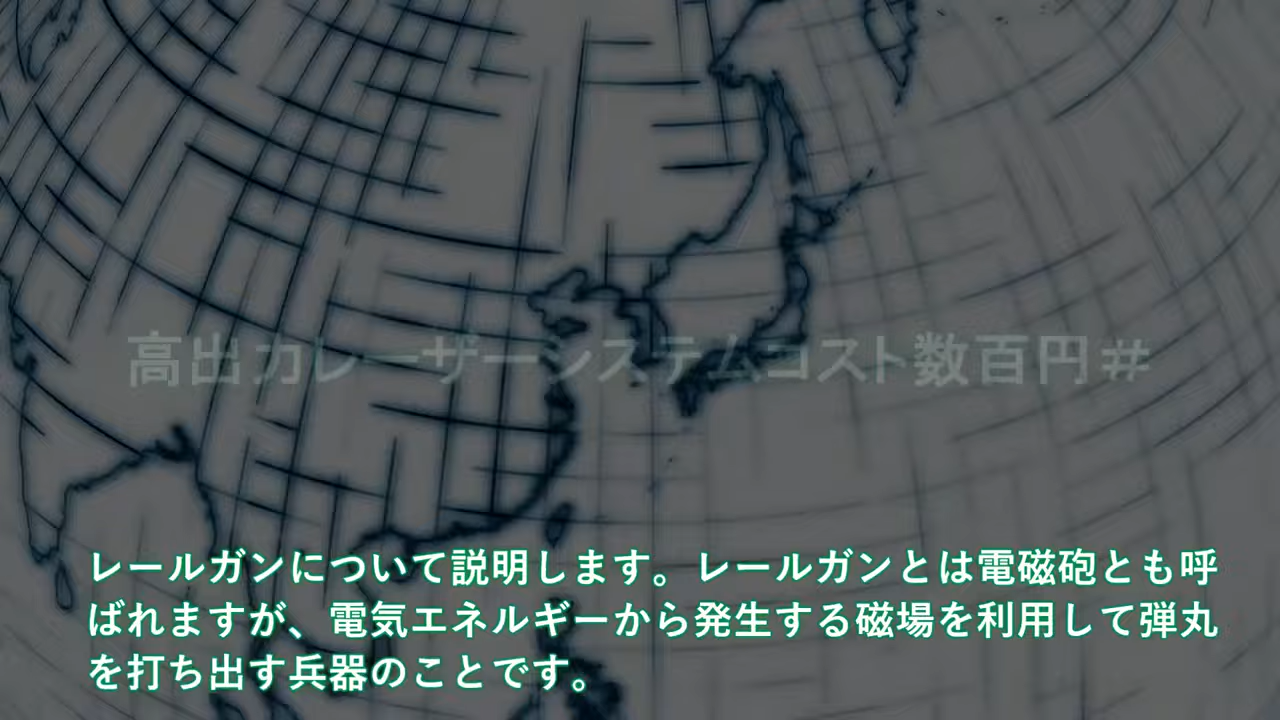 高出力レーザーシステムコスト数百円#
レールガンについて説明します。レールガンとは電磁砲とも呼
ばれますが、電気エネルギーから発生する磁場を利用して弾丸
を打ち出す兵器のことです。